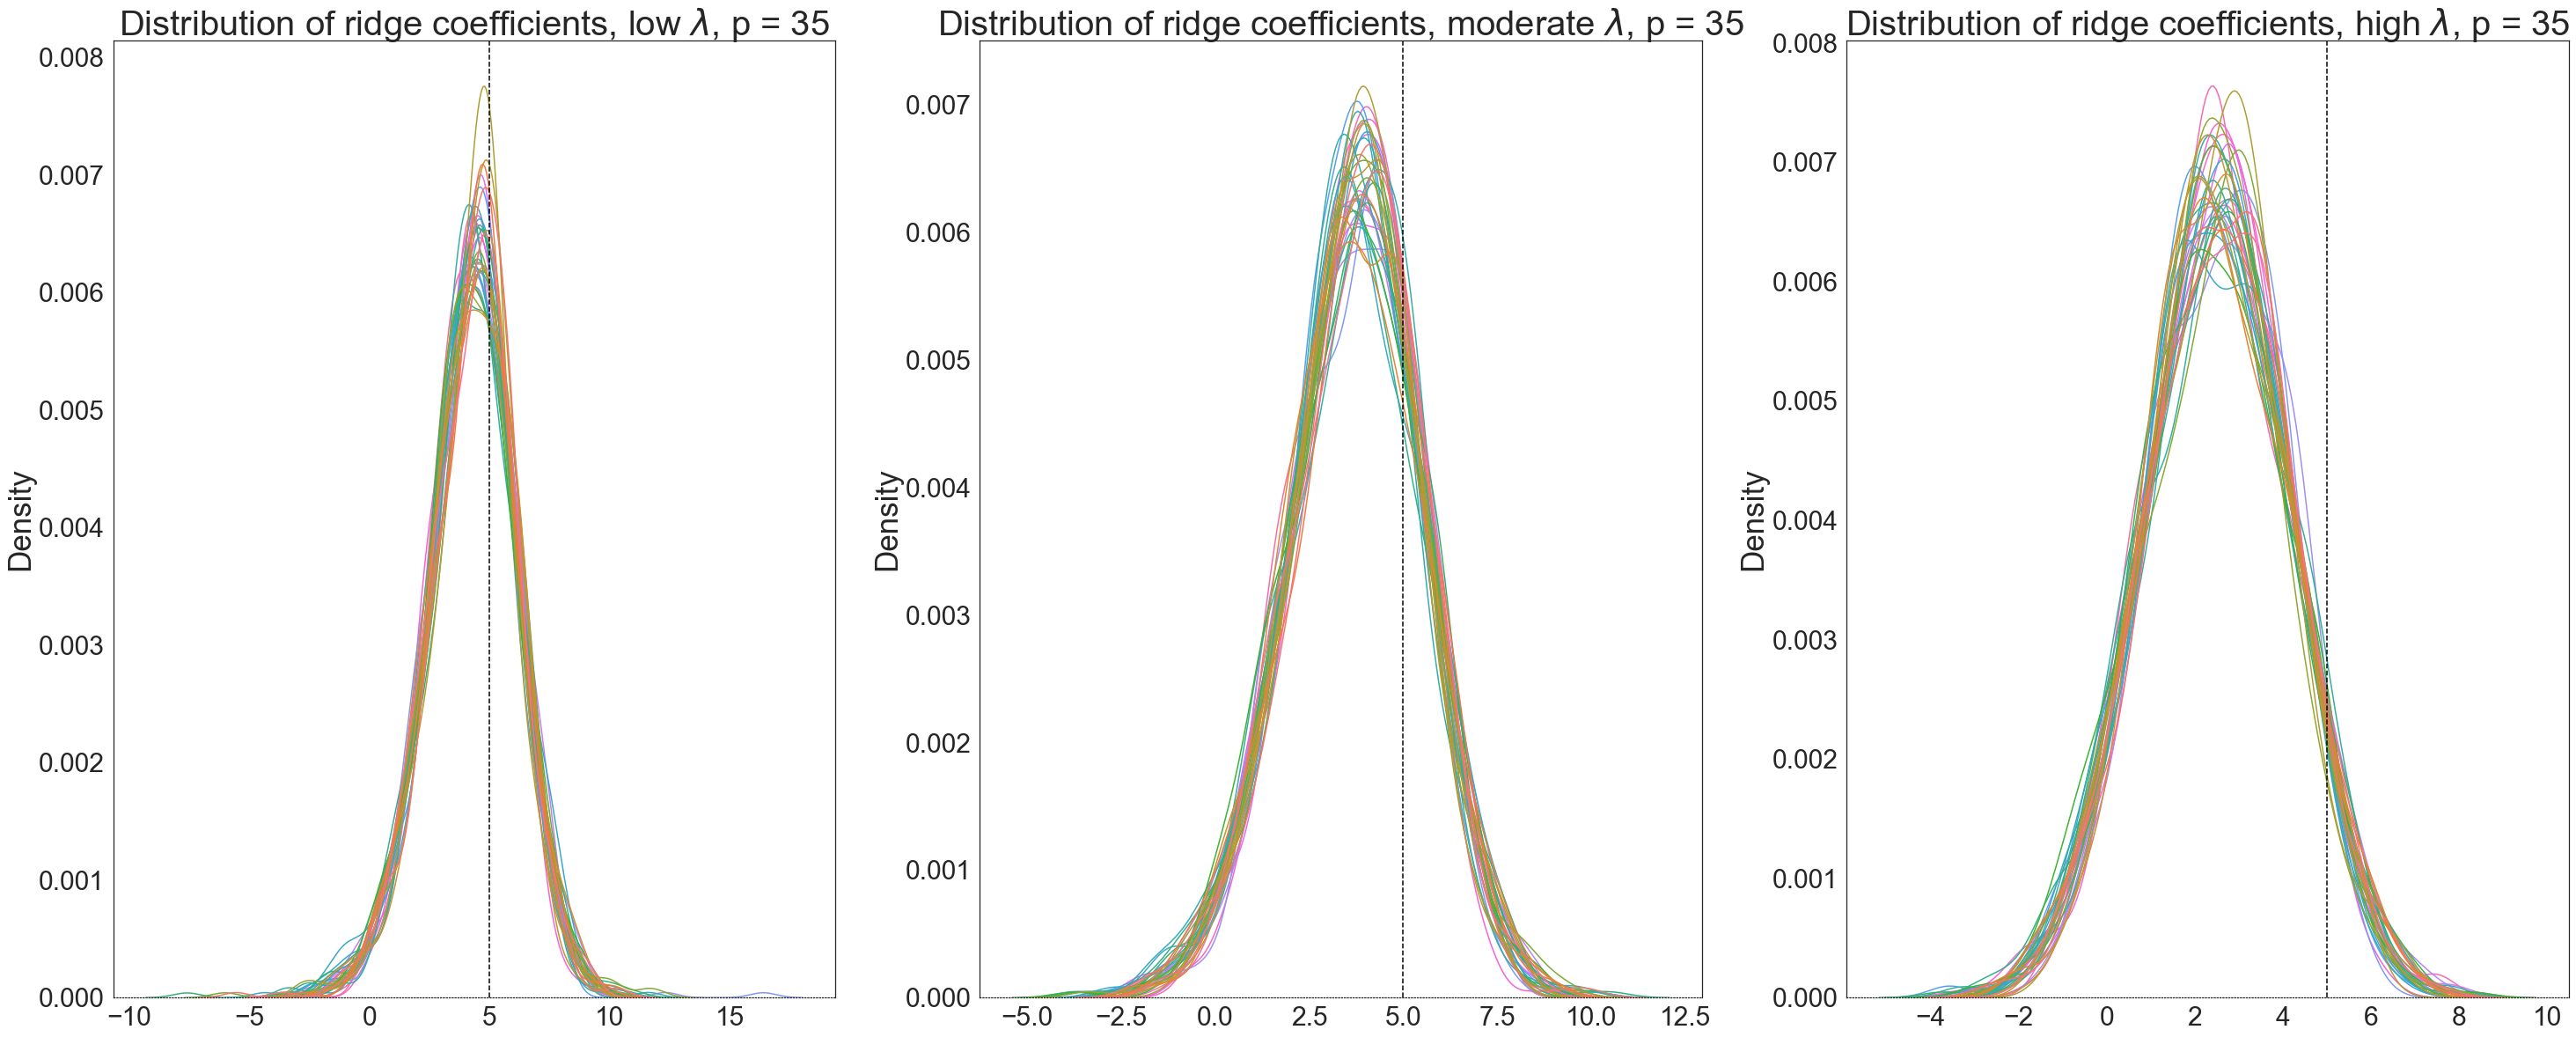 Distribution of ridge coefficients, low λ, p = 35
Density
0.008
0.007
0.006
0.005
0.004
0.003
0.002
0.001
0.000
−10 −5 0 5 10 15
Distribution of ridge coefficients, moderate λ, p = 35
Density
0.007
0.006
0.005
0.004
0.003
0.002
0.001
0.000
−5.0 −2.5 0.0 2.5 5.0 7.5 10.0 12.5
Distribution of ridge coefficients, high λ, p = 35
Density
0.008
0.007
0.006
0.005
0.004
0.003
0.002
0.001
0.000
−4 −2 0 2 4 6 8 10